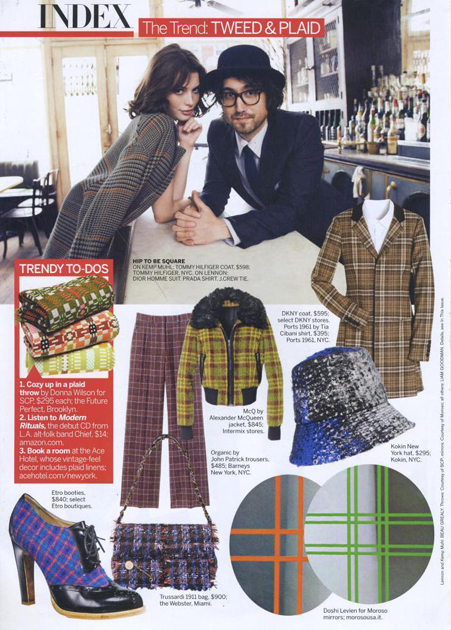 INDEX
The Trend: TWEED & PLAID
HIP TO BE SQUARE
ON KEMP MUHL, TOMMY HILFIGER COAT, $598;
TOMMY HILFIGER, NYC. ON LENNON:
DIOR HOMME SUIT. PRADA SHIRT. J.CREW TIE.
TRENDY TO-DOS
1. Cozy up in a plaid
throw by Donna Wilson for
SCP, $295 each; the Future
Perfect, Brooklyn.
2. Listen to Modern
Rituals, the debut CD from
L.A. alt-folk band Chief, $14;
amazon.com.
3. Book a room at the Ace
Hotel, whose vintage-feel
decor includes plaid linens;
acehotel.com/newyork.
DKNY coat, $595;
select DKNY stores.
Ports 1961 by Tia
Cibani shirt, $395;
Ports 1961, NYC.
McQ by
Alexander McQueen
jacket, $845;
Intermix stores.
Organic by
John Patrick trousers,
$485; Barneys
New York, NYC.
Kokin New
York hat, $295;
Kokin, NYC.
Etro booties,
$840; select
Etro boutiques.
Trussardi 1911 bag, $900;
the Webster, Miami.
Doshi Levien for Moroso
mirrors; morosousa.it.
Lennon and Kemp Muhl: BEAU GREALY. Throws: Courtesy of SCP; mirrors: Courtesy of Moroso; all others: LIAM GOODMAN. Details, see In This Issue.